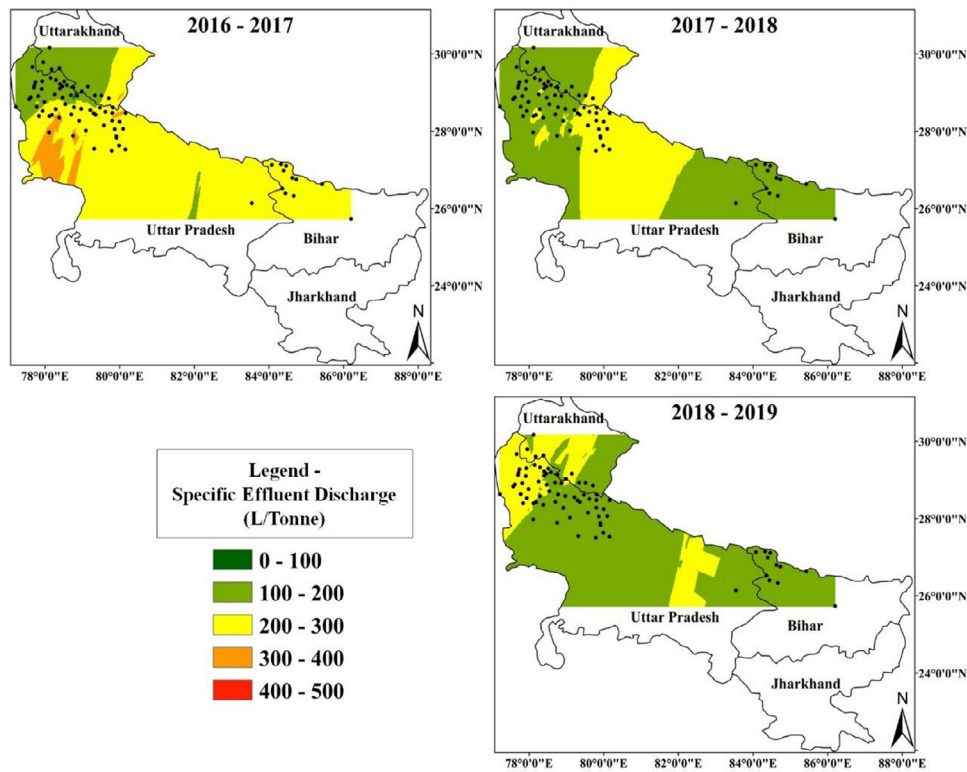 2016 - 2017
Uttarakhand
30°0'0"N
28°0'0"N
26°0'0"N
24°0'0"N
Uttar Pradesh
Bihar
Jharkhand
N
78°0'0"E 80°0'0"E 82°0'0"E 84°0'0"E 86°0'0"E 88°0'0"E
2017 - 2018
Uttarakhand
30°0'0"N
28°0'0"N
26°0'0"N
24°0'0"N
Uttar Pradesh
Bihar
Jharkhand
N
78°0'0"E 80°0'0"E 82°0'0"E 84°0'0"E 86°0'0"E 88°0'0"E
Legend -
Specific Effluent Discharge
(L/Tonne)
0 - 100
100 - 200
200 - 300
300 - 400
400 - 500
2018 - 2019
Uttarakhand
30°0'0"N
28°0'0"N
26°0'0"N
24°0'0"N
Uttar Pradesh
Bihar
Jharkhand
N
78°0'0"E 80°0'0"E 82°0'0"E 84°0'0"E 86°0'0"E 88°0'0"E